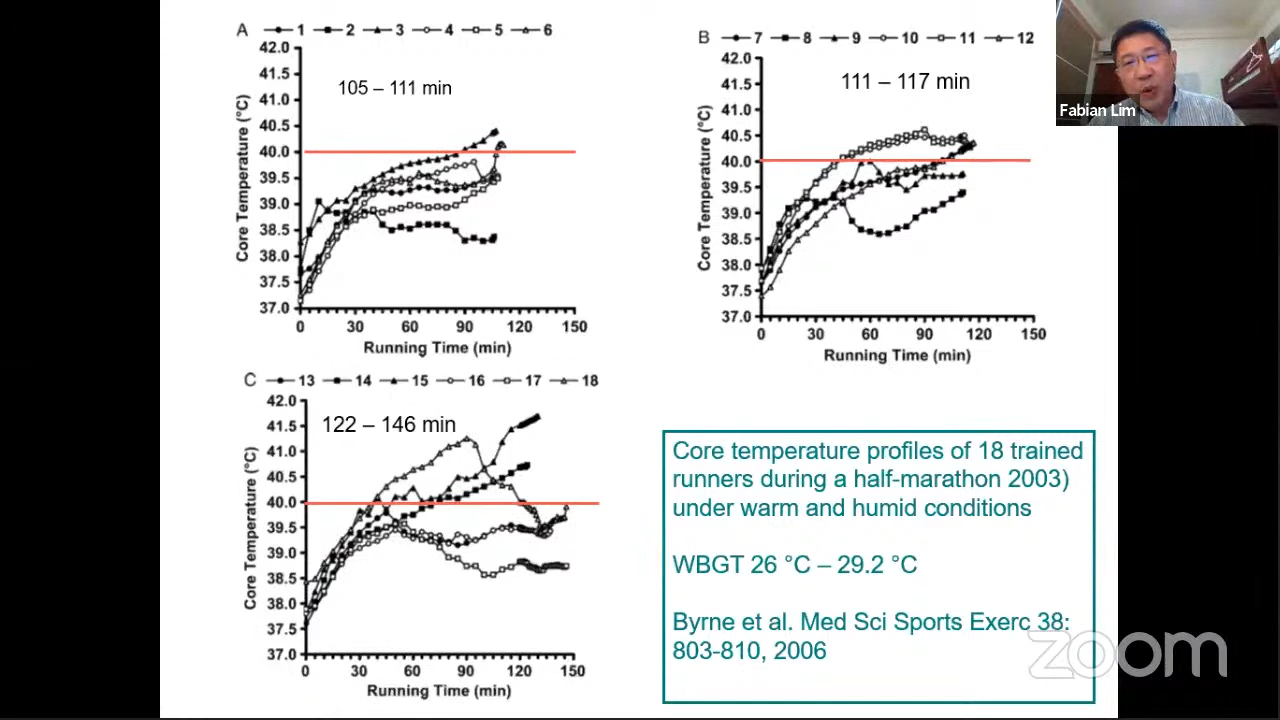 A 1 2 3 4 5 6
105 – 111 min
42.0
41.5
41.0
40.5
40.0
39.5
39.0
38.5
38.0
37.5
37.0
Core Temperature (°C)
0 30 60 90 120 150
Running Time (min)
B 7 8 9 10 11 12
111 – 117 min
42.0
41.5
41.0
40.5
40.0
39.5
39.0
38.5
38.0
37.5
37.0
Core Temperature (°C)
0 30 60 90 120 150
Running Time (min)
Fabian Lim
C 13 14 15 16 17 18
122 – 146 min
42.0
41.5
41.0
40.5
40.0
39.5
39.0
38.5
38.0
37.5
37.0
Core Temperature (°C)
0 30 60 90 120 150
Running Time (min)
Core temperature profiles of 18 trained
runners during a half-marathon 2003)
under warm and humid conditions
WBGT 26 °C – 29.2 °C
Byrne et al. Med Sci Sports Exerc 38:
803-810, 2006
zoom